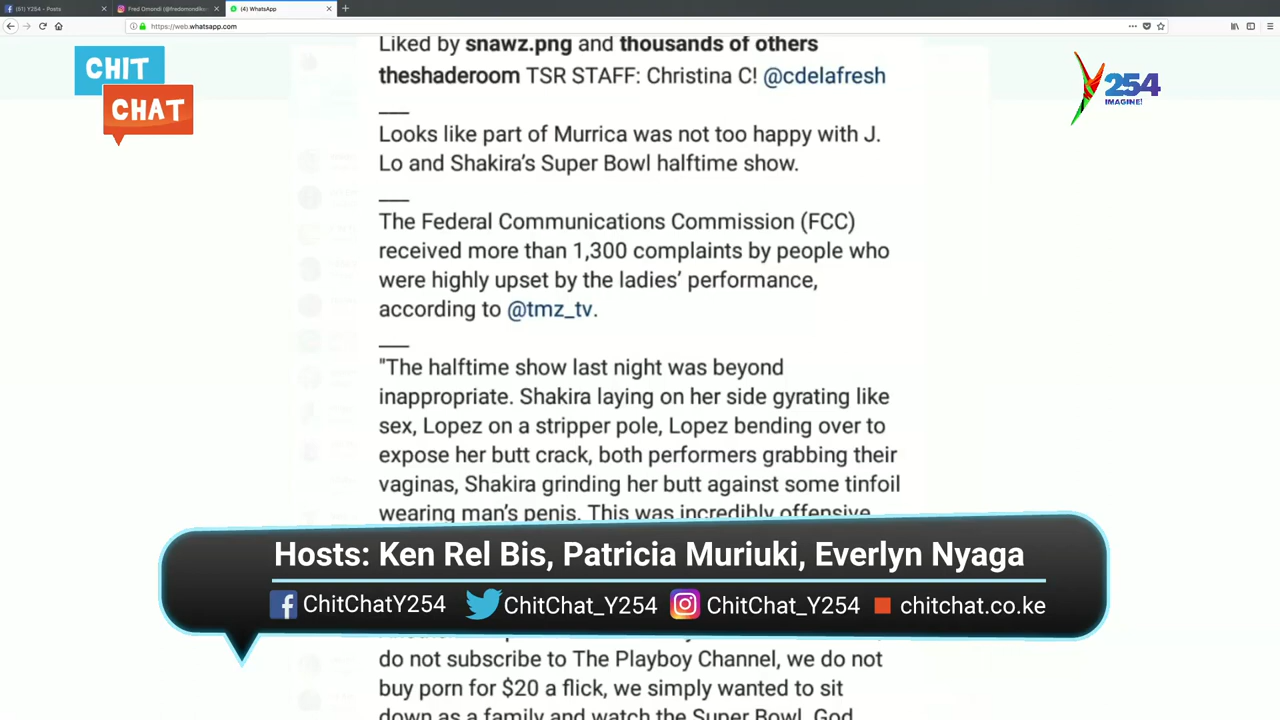 (61) Y254 - Posts
Fred Omondi (@fredomondike
(4) WhatsApp
https://web.whatsapp.com
CHIT
CHAT
254
IMAGINE!
Liked by snawz.png and thousands of others
theshaderoom TSR STAFF: Christina C! @cdelafresh
___
Looks like part of Murrica was not too happy with J.
Lo and Shakira's Super Bowl halftime show.
___
The Federal Communications Commission (FCC)
received more than 1,300 complaints by people who
were highly upset by the ladies' performance,
according to @tmz_tv.
___
"The halftime show last night was beyond
inappropriate. Shakira laying on her side gyrating like
sex, Lopez on a stripper pole, Lopez bending over to
expose her butt crack, both performers grabbing their
vaginas, Shakira grinding her butt against some tinfoil
wearing man's penis. This was incredibly offensive
Hosts: Ken Rel Bis, Patricia Muriuki, Everlyn Nyaga
ChitChatY254 ChitChat_Y254 ChitChat_Y254 chitchat.co.ke
do not subscribe to The Playboy Channel, we do not
buy porn for $20 a flick, we simply wanted to sit
down as a family and watch the Super Bowl. God